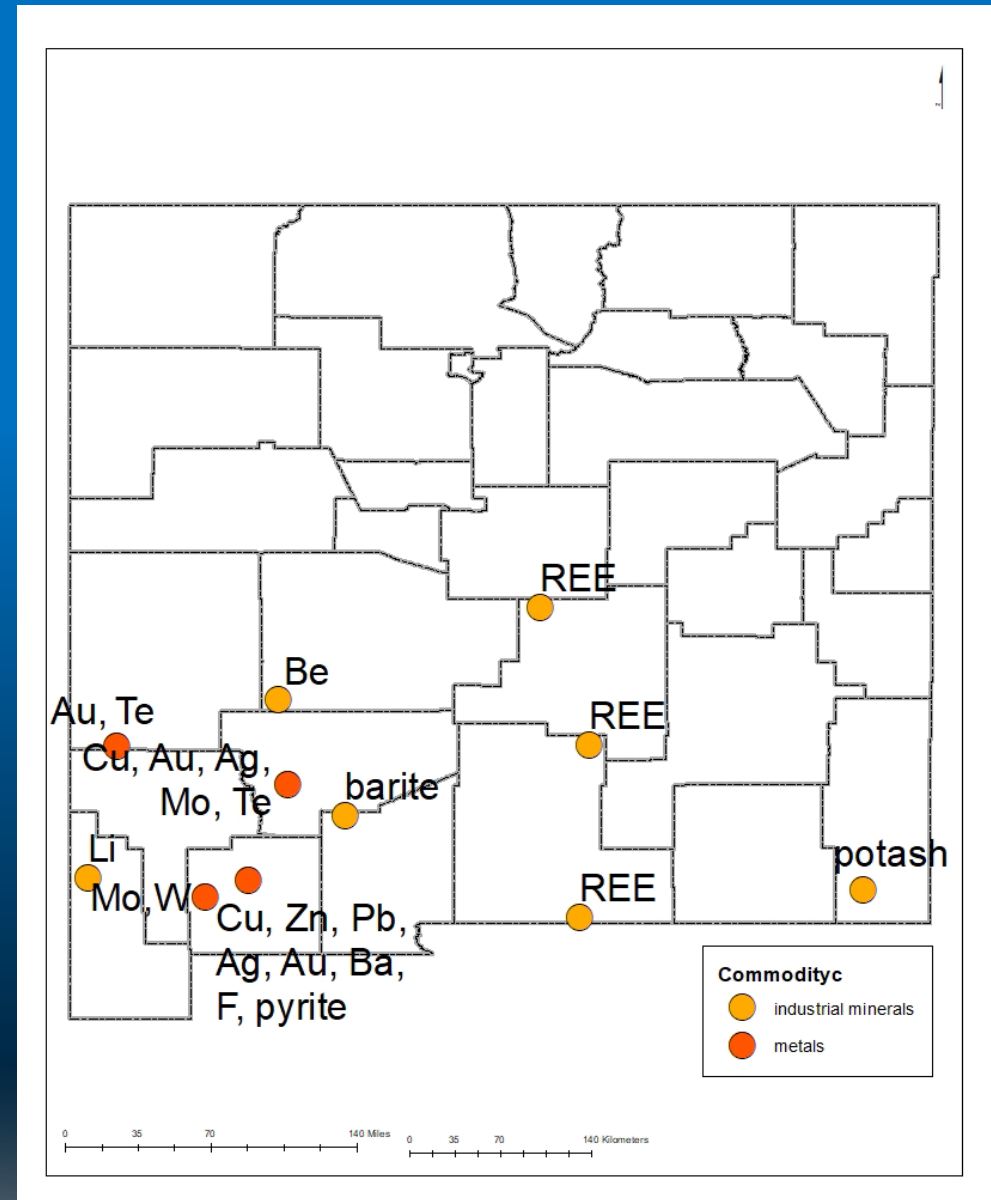 REE
Be
REE
Au, Te
Cu, Au, Ag,
Mo, Te
barite
Li
Mo,W
potash
REE
Cu, Zn, Pb,
Ag, Au, Ba,
F, pyrite
Commodityc
industrial minerals
metals
0 35 70 140 Miles
0 35 70 140 Kilometers